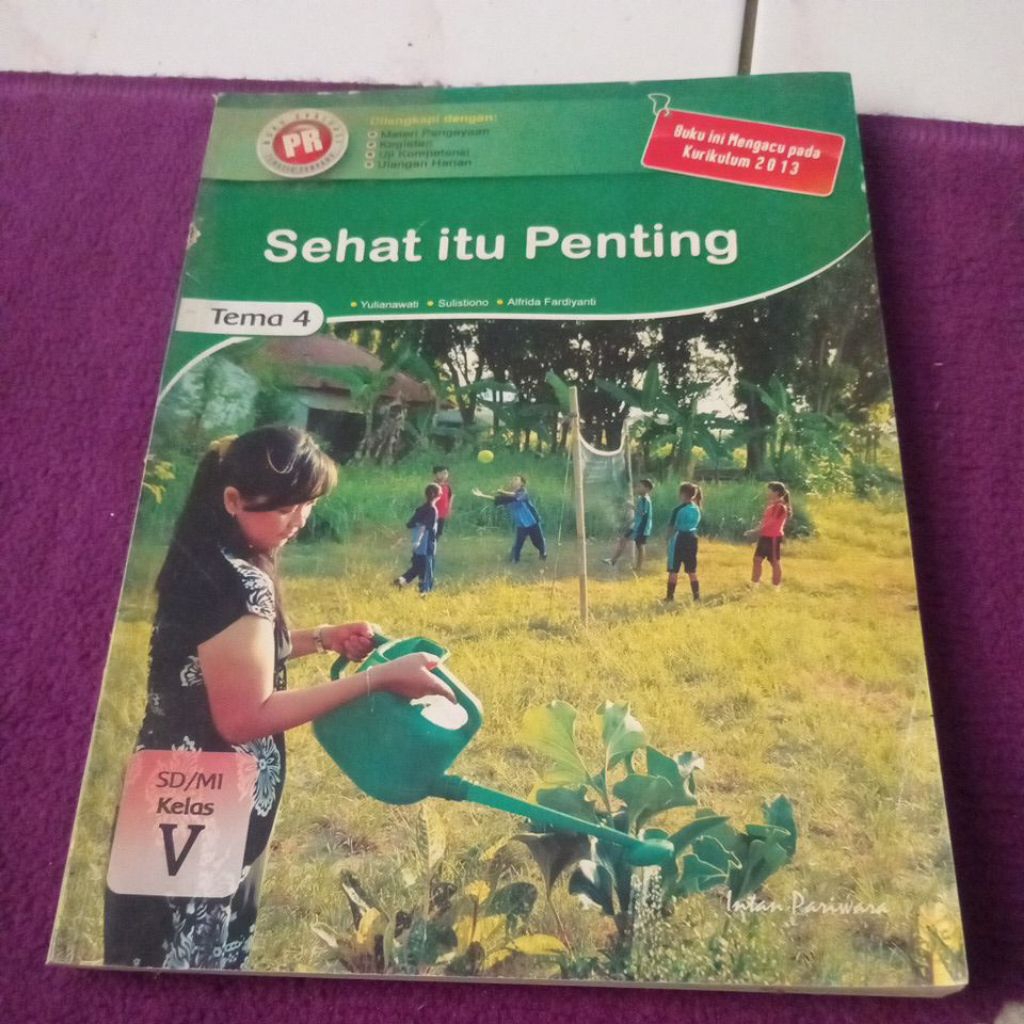 PR
Dilengkapi dengan:
Materi Pengayaan
Kegiatan
Uji Kompetensi
Ulangan Harian
Buku ini Mengacu pada
Kurikulum 2013
Sehat itu Penting
• Yulianawati • Sulistiono • Alfrida Fardiyanti
Tema 4
SD/MI
Kelas
V
Intan Pariwara